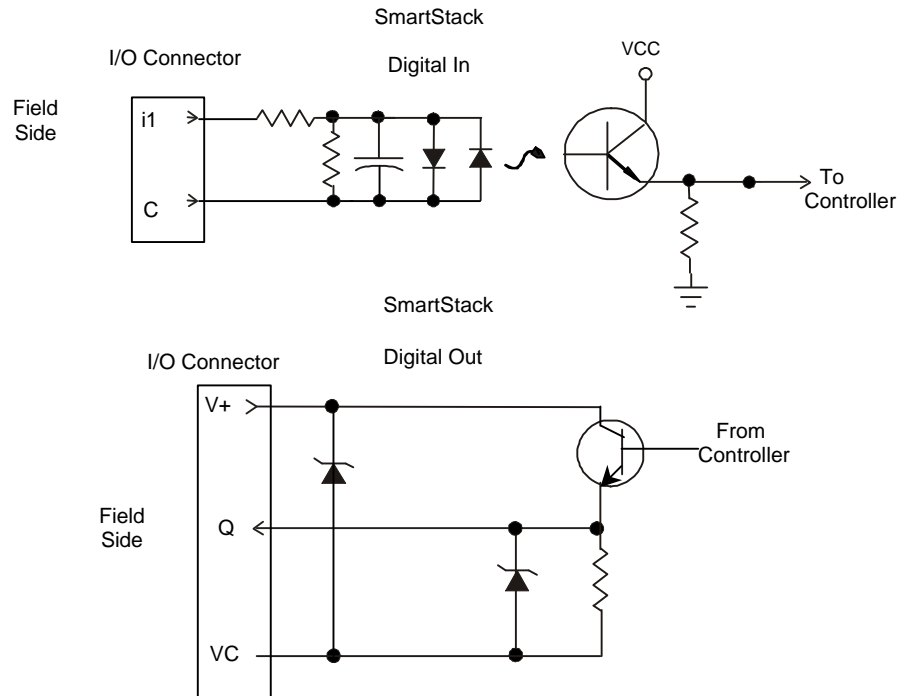 SmartStack
Digital In
I/O Connector
VCC
Field
Side
i1
C
To
Controller
SmartStack
Digital Out
I/O Connector
V+
From
Controller
Field
Side
Q
VC